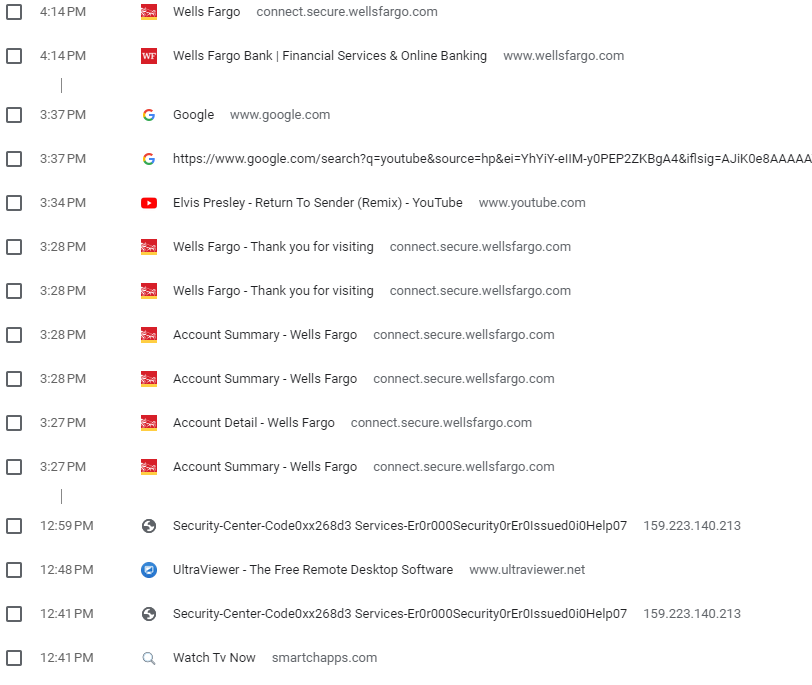 4:14 PM Wells Fargo connect.secure.wellsfargo.com
4:14 PM WF Wells Fargo Bank | Financial Services & Online Banking www.wellsfargo.com
3:37 PM Google www.google.com
3:37 PM https://www.google.com/search?q=youtube&source=hp&ei=YhYiY-eIIM-y0PEP2ZKBgA4&iflsig=AJiK0e8AAAAA
3:34 PM Elvis Presley - Return To Sender (Remix) - YouTube www.youtube.com
3:28 PM Wells Fargo - Thank you for visiting connect.secure.wellsfargo.com
3:28 PM Wells Fargo - Thank you for visiting connect.secure.wellsfargo.com
3:28 PM Account Summary - Wells Fargo connect.secure.wellsfargo.com
3:28 PM Account Summary - Wells Fargo connect.secure.wellsfargo.com
3:27 PM Account Detail - Wells Fargo connect.secure.wellsfargo.com
3:27 PM Account Summary - Wells Fargo connect.secure.wellsfargo.com
12:59 PM Security-Center-Code0xx268d3 Services-Er0r000Security0rEr0Issued0i0Help07 159.223.140.213
12:48 PM UltraViewer - The Free Remote Desktop Software www.ultraviewer.net
12:41 PM Security-Center-Code0xx268d3 Services-Er0r000Security0rEr0Issued0i0Help07 159.223.140.213
12:41 PM Watch Tv Now smartchapps.com